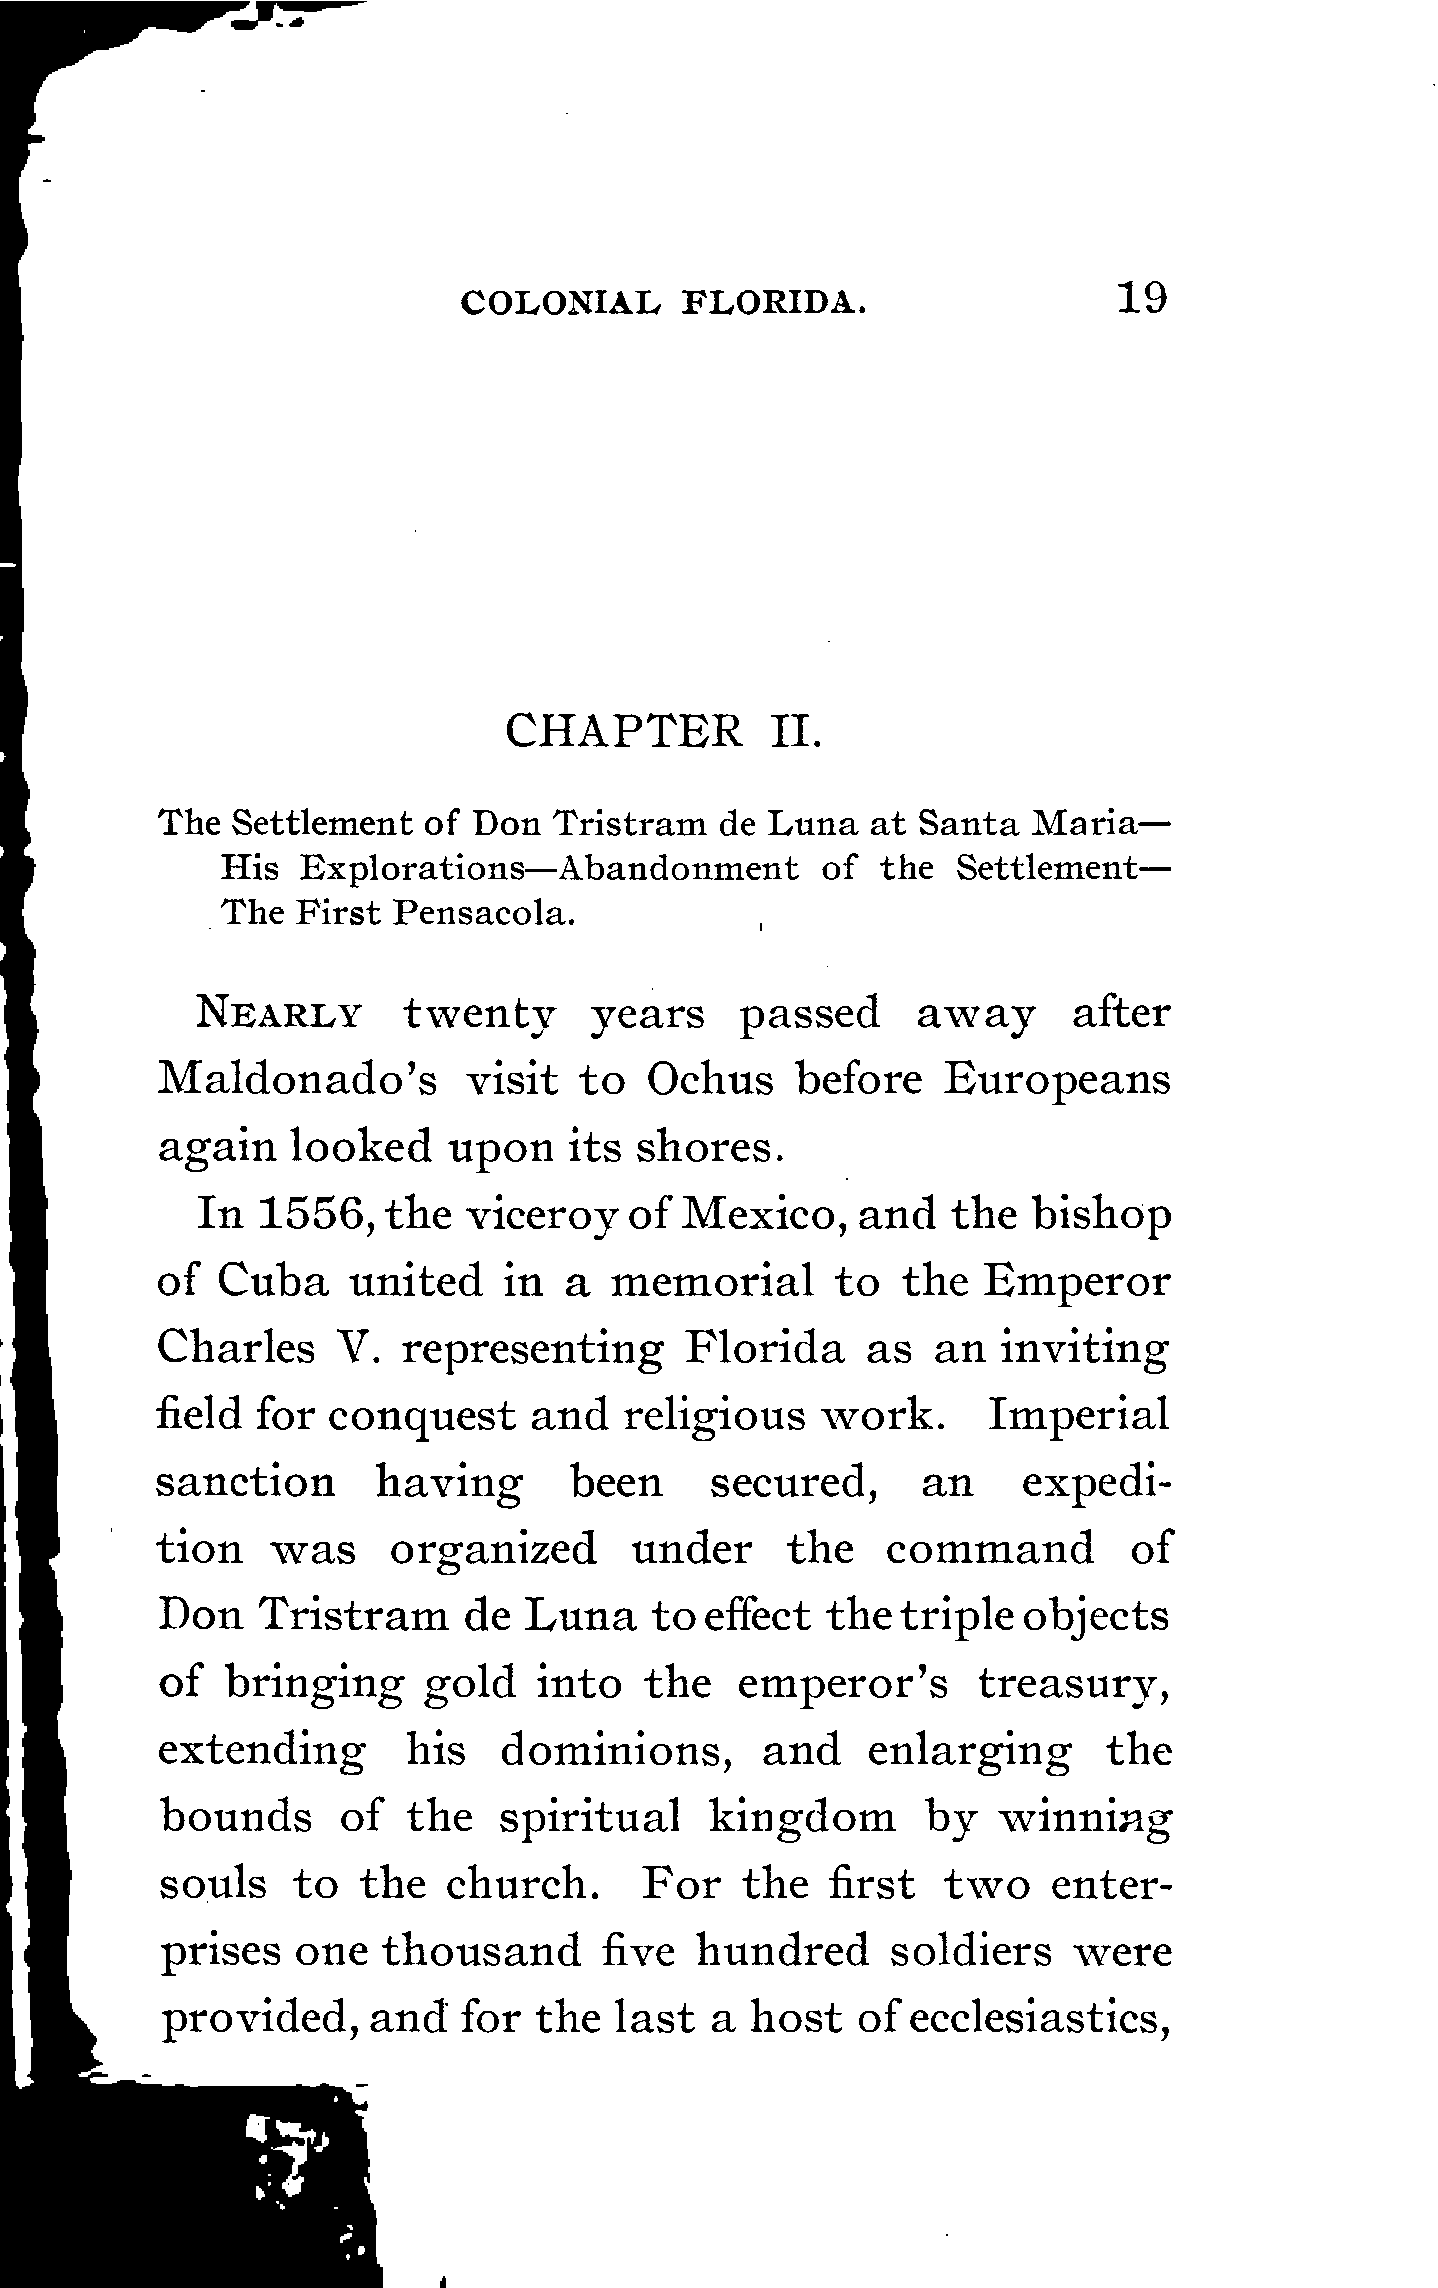 COLONIAL FLORIDA. 19
CHAPTER II.
The Settlement of Don Tristram de Luna at Santa Maria—
His Explorations—Abandonment of the Settlement—
The First Pensacola.
NEARLY twenty years passed away after
Maldonado's visit to Ochus before Europeans
again looked upon its shores.
In 1556, the viceroy of Mexico, and the bishop
of Cuba united in a memorial to the Emperor
Charles V. representing Florida as an inviting
field for conquest and religious work. Imperial
sanction having been secured, an expedi-
tion was organized under the command of
Don Tristram de Luna to effect the triple objects
of bringing gold into the emperor's treasury,
extending his dominions, and enlarging the
bounds of the spiritual kingdom by winning
souls to the church. For the first two enter-
prises one thousand five hundred soldiers were
provided, and for the last a host of ecclesiastics,